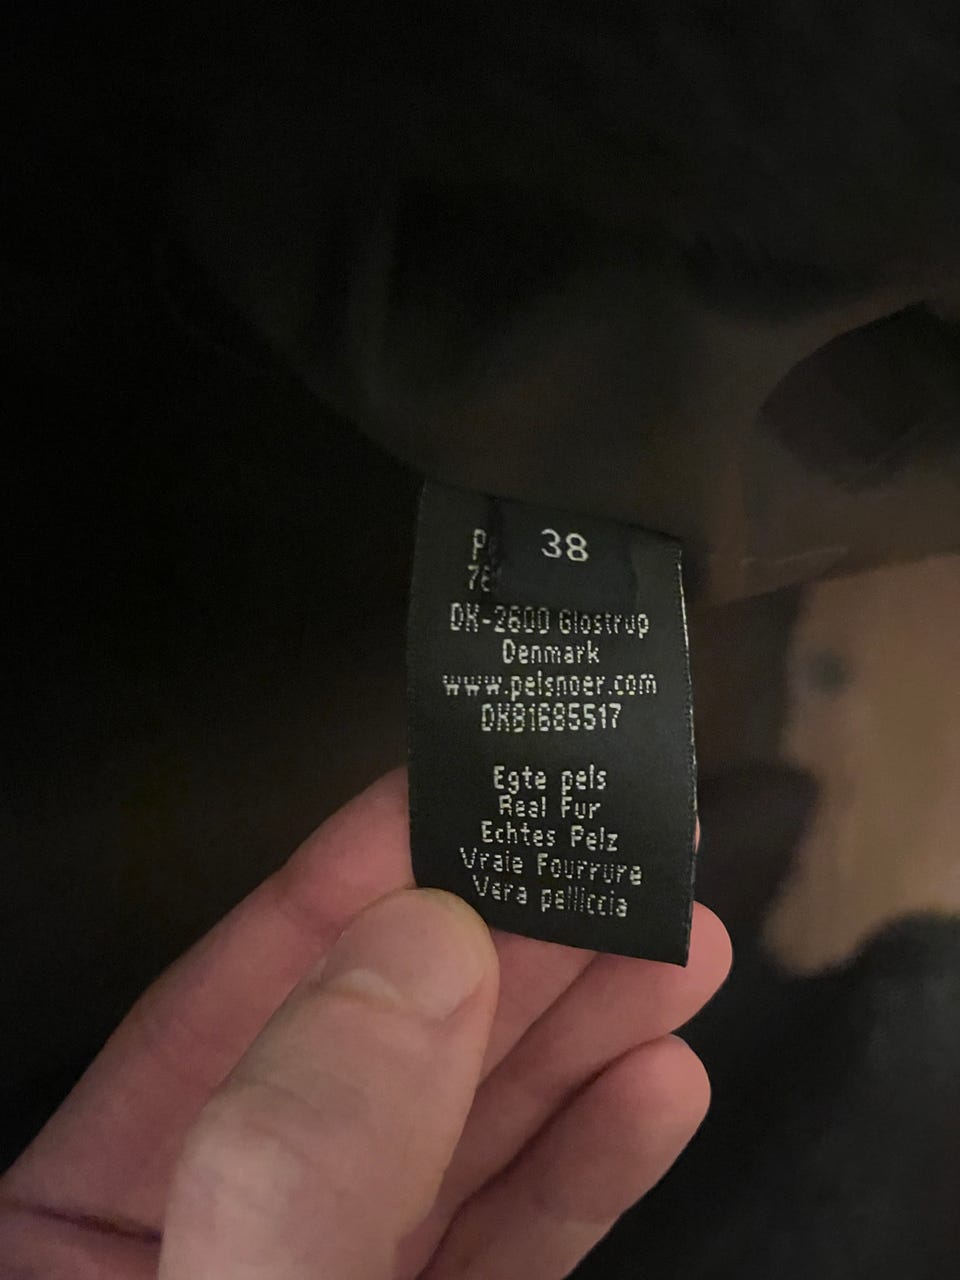 38
DK-2600 Glostrup
Denmark
www.pelsnoer.com
DK81685517
Egte pels
Real Fur
Echtes Pelz
Vraie Fourrure
Vera pelliccia